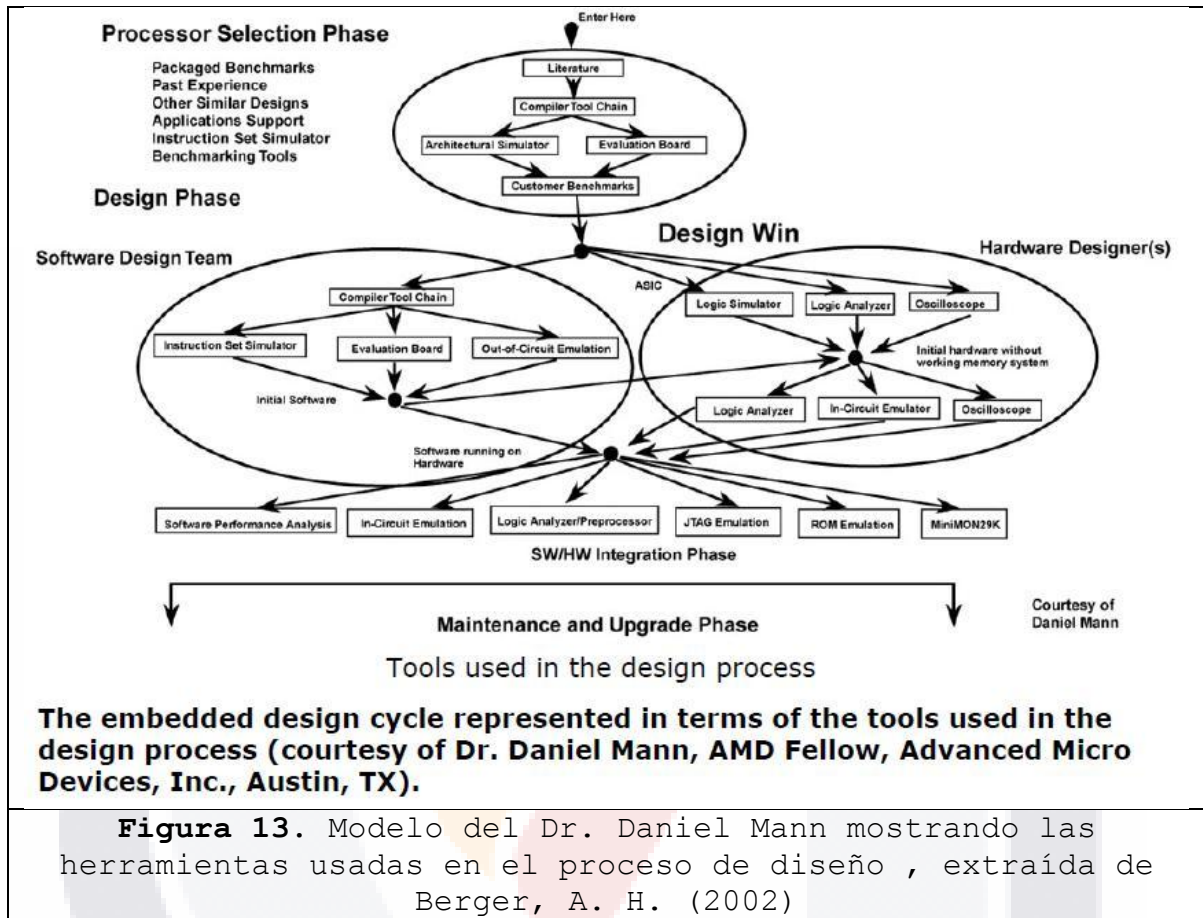 Enter Here
Processor Selection Phase
Packaged Benchmarks
Past Experience
Other Similar Designs
Applications Support
Instruction Set Simulator
Benchmarking Tools
Literature
Compiler Tool Chain
Architectural Simulator
Evaluation Board
Customer Benchmarks
Design Phase
Design Win
Software Design Team
Hardware Designer(s)
ASIC
Compiler Tool Chain
Logic Simulator
Logic Analyzer
Oscilloscope
Instruction Set Simulator
Evaluation Board
Out-of-Circuit Emulation
Initial hardware without
working memory system
Initial Software
Logic Analyzer
In-Circuit Emulator
Oscilloscope
Software running on
Hardware
Software Performance Analysis
In-Circuit Emulation
Logic Analyzer/Preprocessor
JTAG Emulation
ROM Emulation
MiniMON29K
SW/HW Integration Phase
Maintenance and Upgrade Phase
Courtesy of
Daniel Mann
Tools used in the design process
The embedded design cycle represented in terms of the tools used in the
design process (courtesy of Dr. Daniel Mann, AMD Fellow, Advanced Micro
Devices, Inc., Austin, TX).
Figura 13. Modelo del Dr. Daniel Mann mostrando las
herramientas usadas en el proceso de diseño , extraída de
Berger, A. H. (2002)